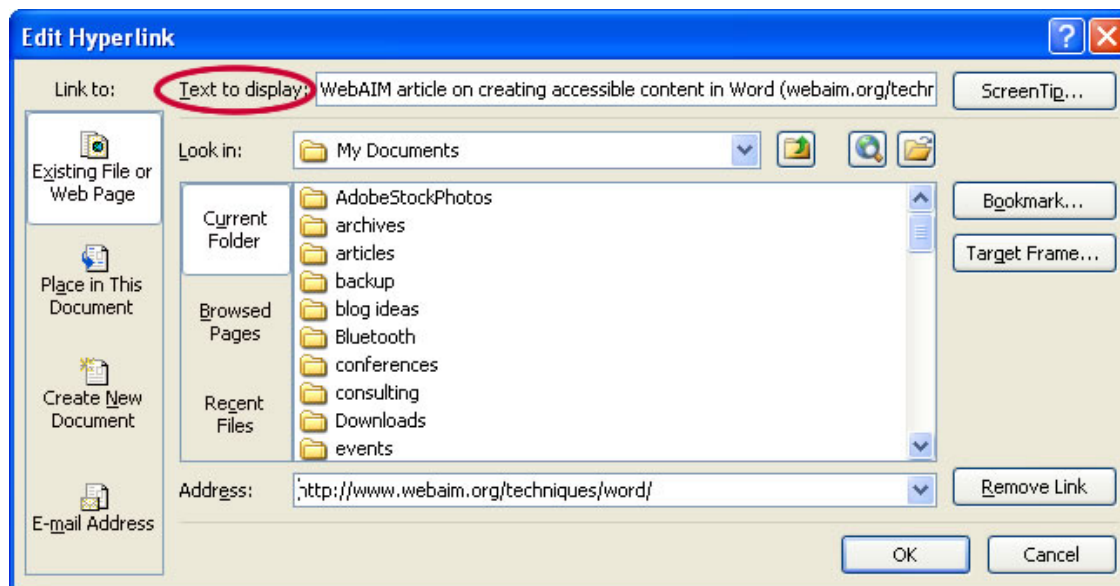 Edit Hyperlink
Link to:
Text to display: WebAIM article on creating accessible content in Word (webaim.org/techr
ScreenTip...
Existing File or
Web Page
Place in This
Document
Create New
Document
E-mail Address
Look in: My Documents
Current
Folder
Browsed
Pages
Recent
Files
AdobeStockPhotos
archives
articles
backup
blog ideas
Bluetooth
conferences
consulting
Downloads
events
Bookmark...
Target Frame...
Address: http://www.webaim.org/techniques/word/
Remove Link
OK
Cancel